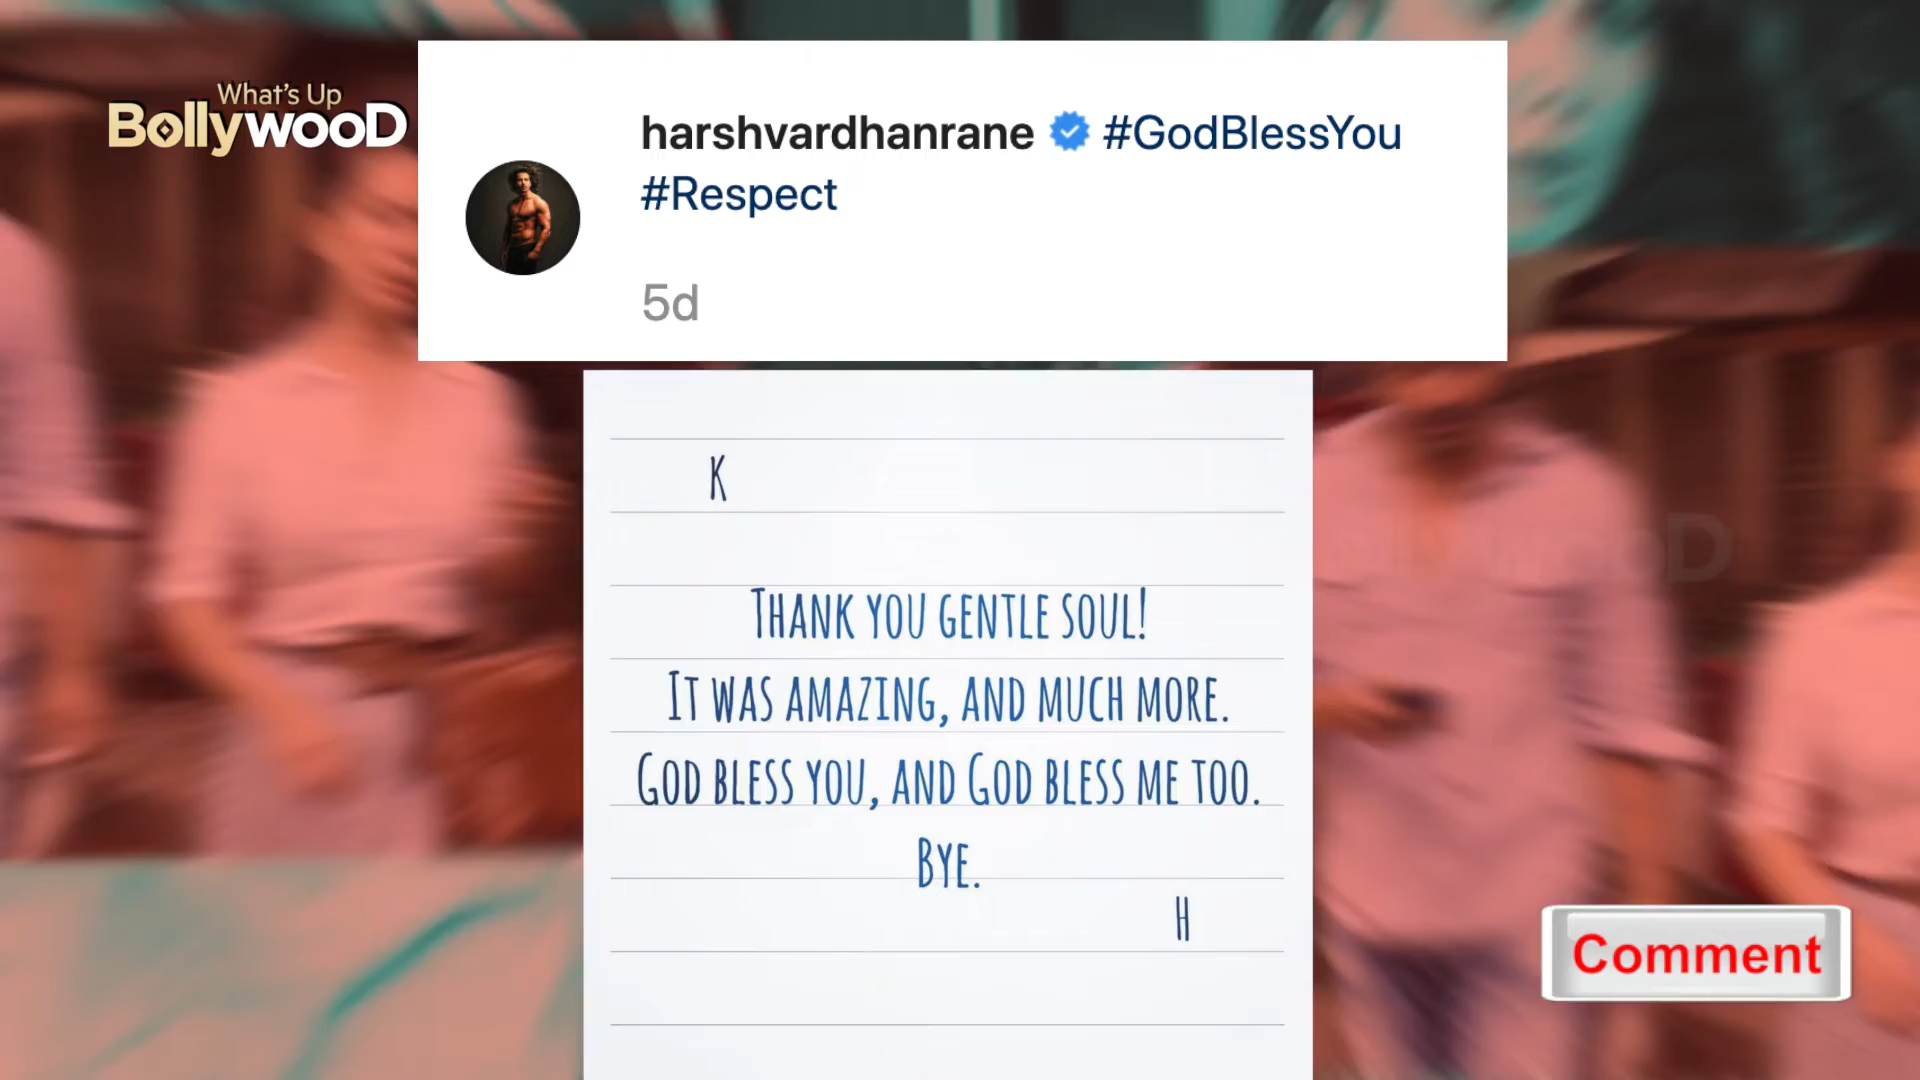 What's Up
BollywooD
harshvardhanrane #GodBlessYou
#Respect
5d
K
THANK YOU GENTLE SOUL!
IT WAS AMAZING, AND MUCH MORE.
GOD BLESS YOU, AND GOD BLESS ME TOO.
BYE.
H
Comment